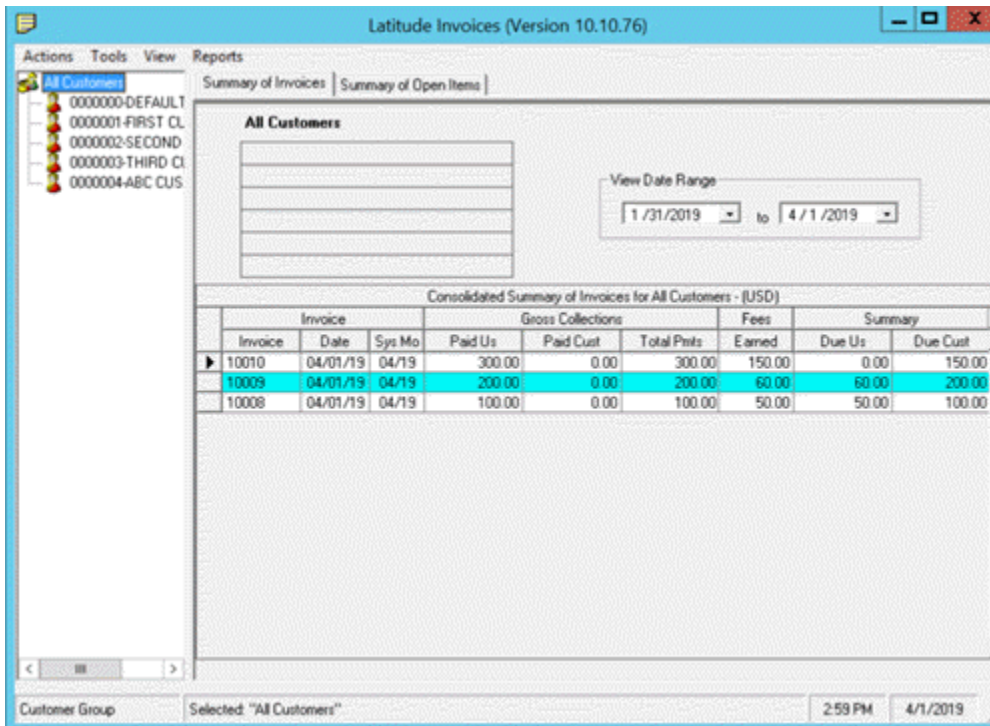 Latitude Invoices (Version 10.10.76)
Actions Tools View Reports
All Customers
0000000-DEFAULT
0000001-FIRST CL
0000002-SECOND
0000003-THIRD CU
0000004-ABC CUS
Summary of Invoices Summary of Open Items
All Customers
View Date Range
1 /31/2019 to 4 / 1 /2019
Consolidated Summary of Invoices for All Customers - (USD)
Invoice Gross Collections Fees Summary
Invoice Date Sys Mo Paid Us Paid Cust Total Pmts Earned Due Us Due Cust
10010 04/01/19 04/19 300.00 0.00 300.00 150.00 0.00 150.00
10009 04/01/19 04/19 200.00 0.00 200.00 60.00 60.00 200.00
10008 04/01/19 04/19 100.00 0.00 100.00 50.00 50.00 100.00
Customer Group Selected: "All Customers" 2:59 PM 4/1/2019